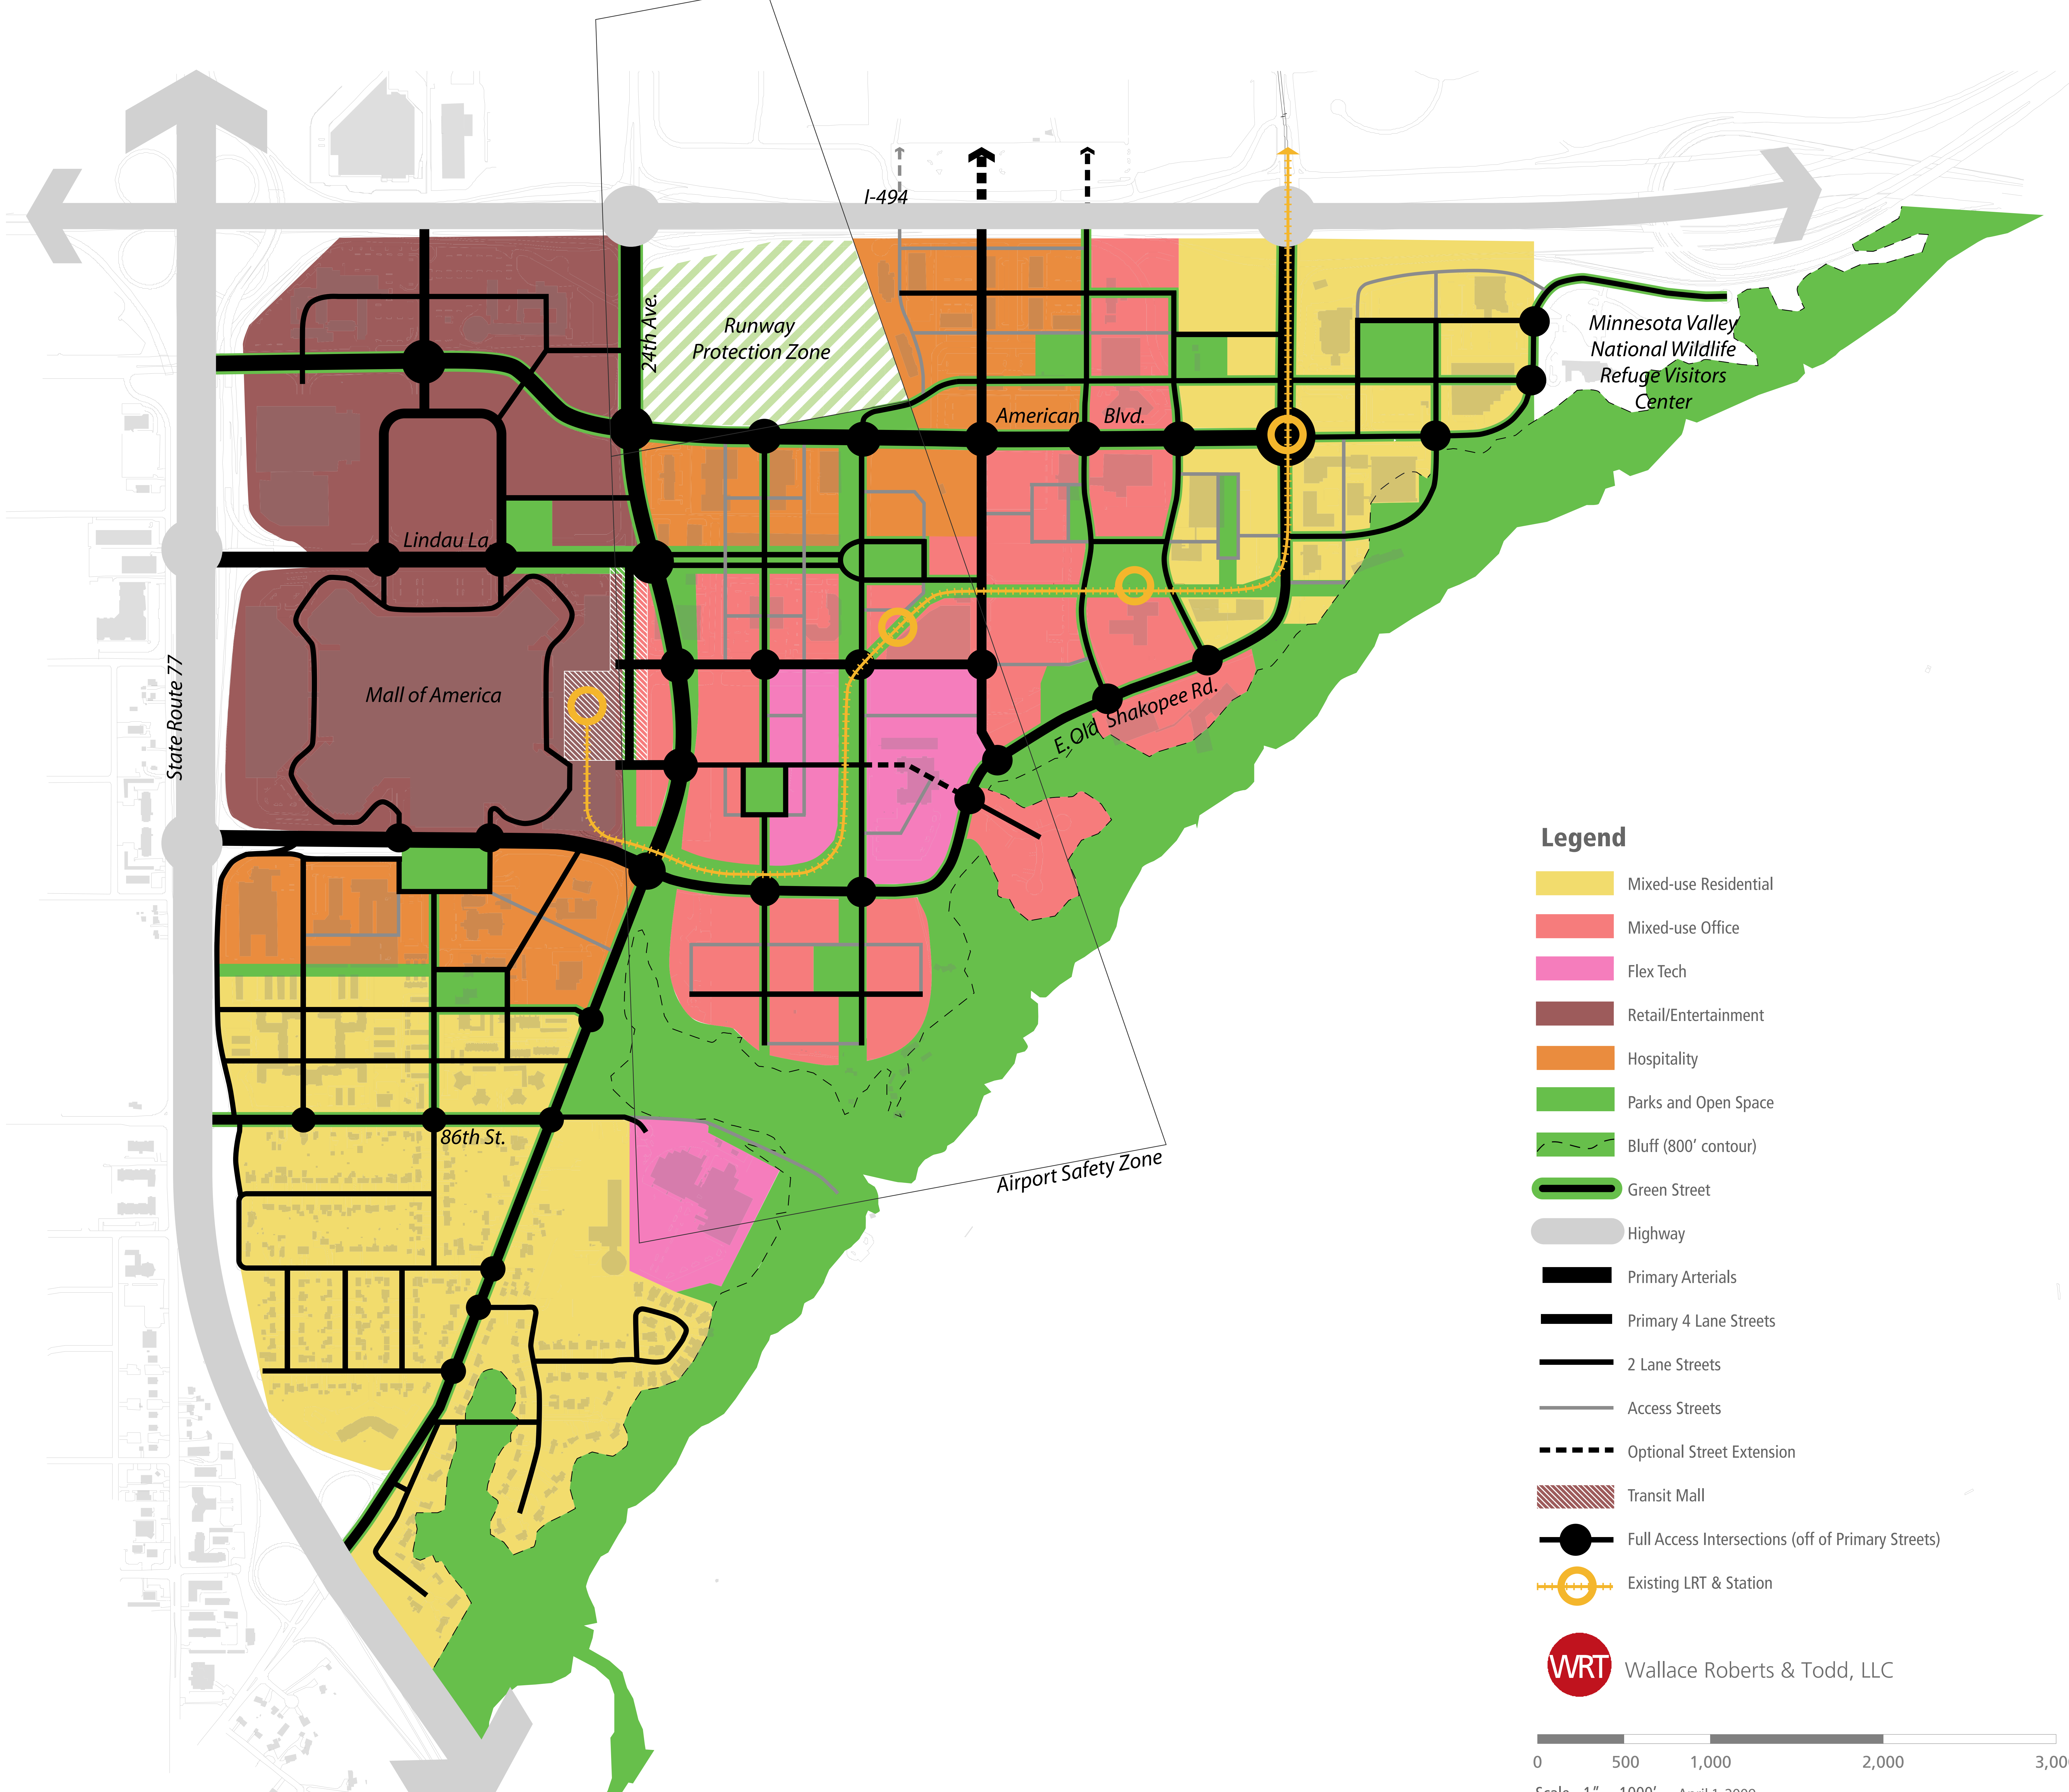 I-494
24th Ave.
Runway
Protection Zone
Minnesota Valley
National Wildlife
Refuge Visitors
Center
American Blvd.
Lindau La
State Route 77
Mall of America
E. Old Shakopee Rd.
86th St.
Airport Safety Zone
Legend
Mixed-use Residential
Mixed-use Office
Flex Tech
Retail/Entertainment
Hospitality
Parks and Open Space
Bluff (800’ contour)
Green Street
Highway
Primary Arterials
Primary 4 Lane Streets
2 Lane Streets
Access Streets
Optional Street Extension
Transit Mall
Full Access Intersections (off of Primary Streets)
Existing LRT & Station
WRT Wallace Roberts & Todd, LLC
0 500 1,000 2,000 3,00